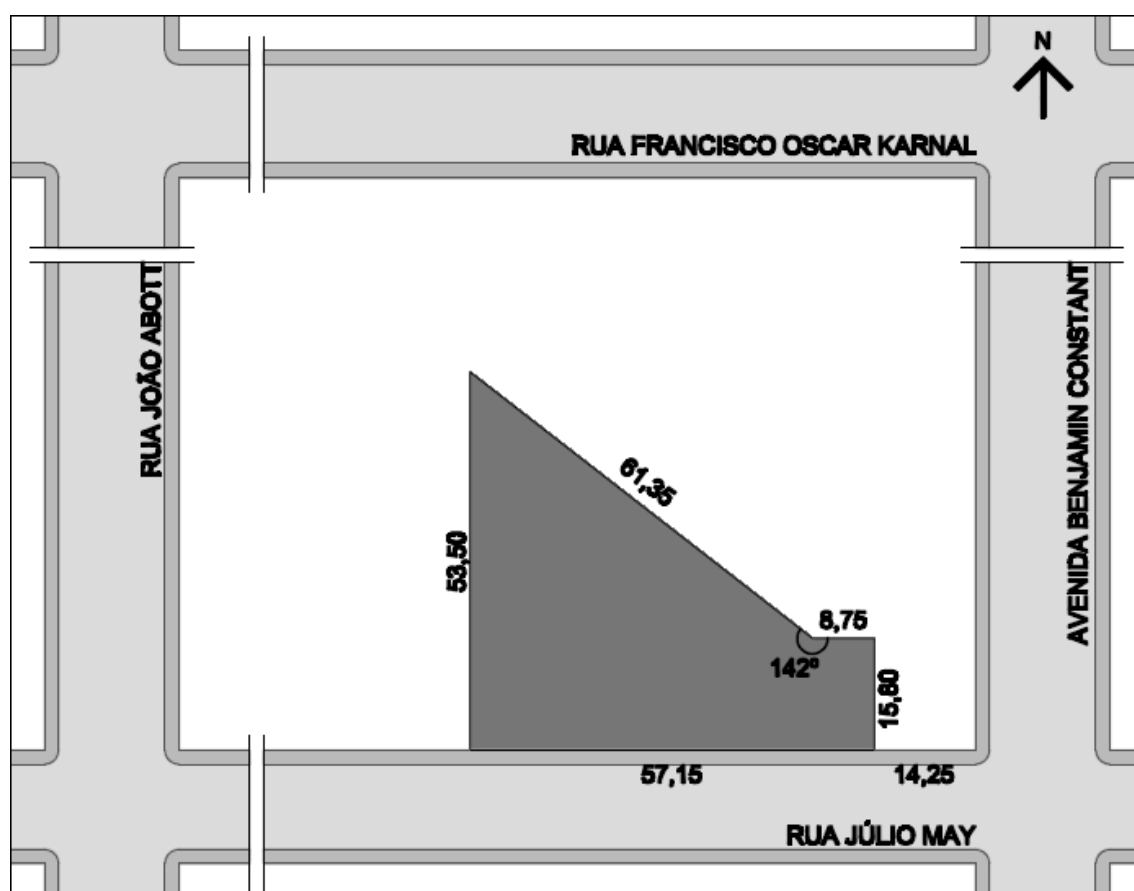 N
RUA FRANCISCO OSCAR KARNAL
RUA JOÃO ABOTT
AVENIDA BENJAMIN CONSTANT
61,35
53,50
8,75
142º
15,80
57,15
14,25
RUA JÚLIO MAY